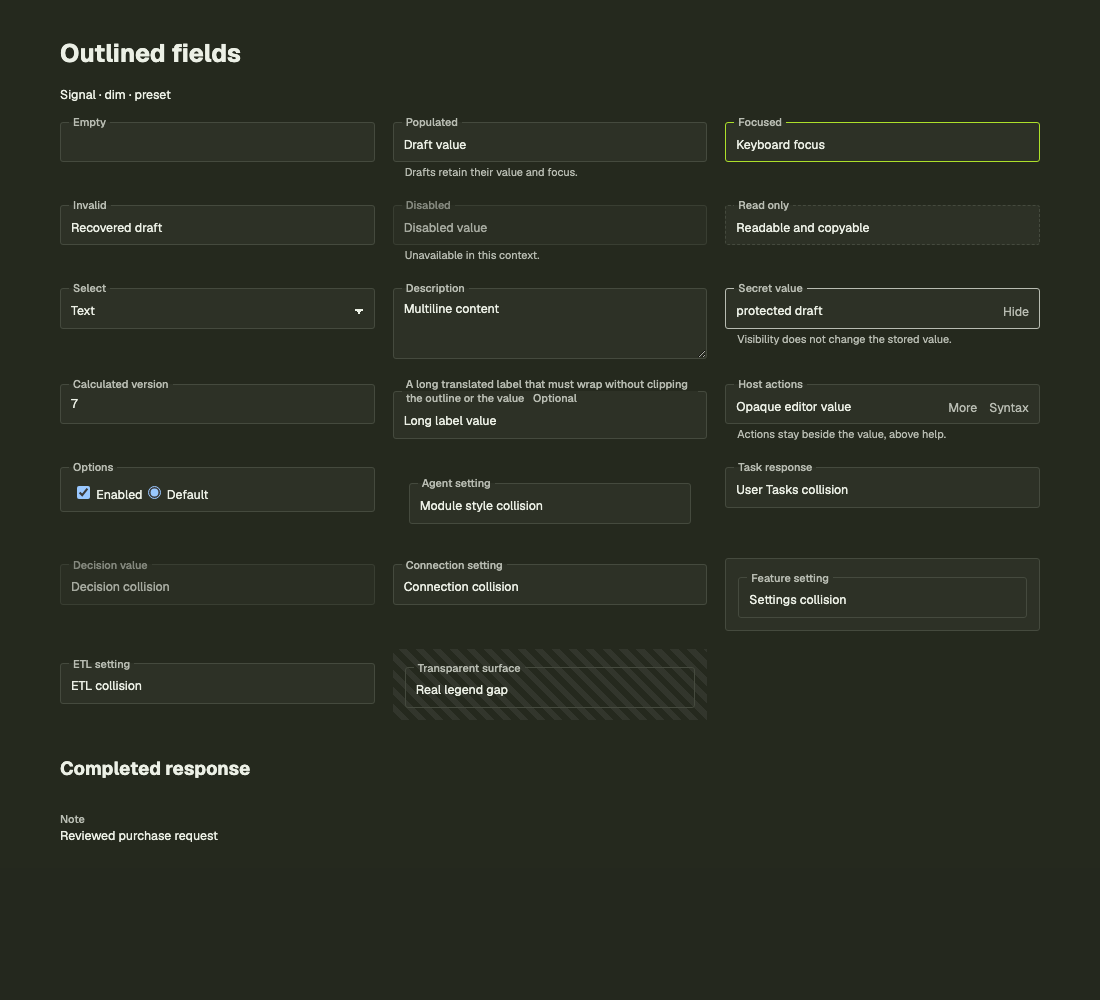 Outlined fields
Signal · dim · preset
Empty
Populated
Draft value
Drafts retain their value and focus.
Focused
Keyboard focus
Invalid
Recovered draft
Disabled
Disabled value
Unavailable in this context.
Read only
Readable and copyable
Select
Text
Description
Multiline content
Secret value
protected draft Hide
Visibility does not change the stored value.
Calculated version
7
A long translated label that must wrap without clipping
the outline or the value Optional
Long label value
Host actions
Opaque editor value More Syntax
Actions stay beside the value, above help.
Options
Enabled Default
Agent setting
Module style collision
Task response
User Tasks collision
Decision value
Decision collision
Connection setting
Connection collision
Feature setting
Settings collision
ETL setting
ETL collision
Transparent surface
Real legend gap
Completed response
Note
Reviewed purchase request